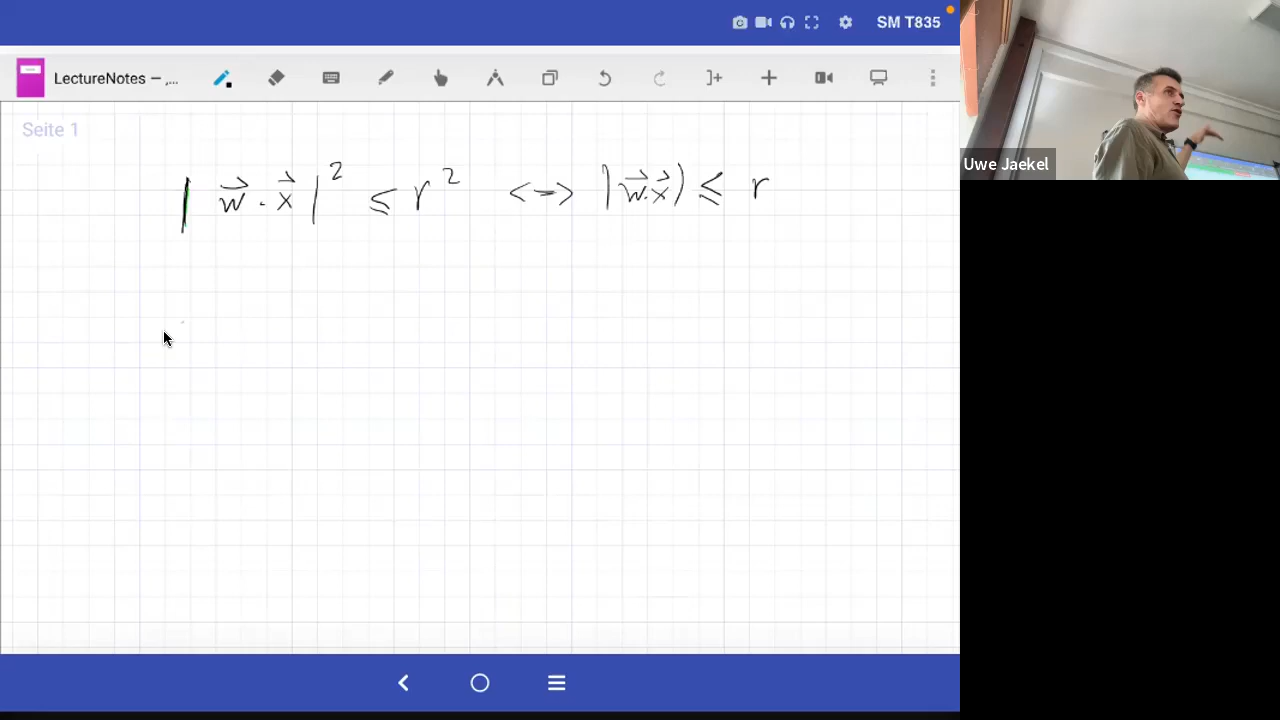 SM T835
LectureNotes – ,...
Seite 1
| w⃗ . x⃗ |² ≤ r² <=> |w⃗.x⃗) ≤ r
Uwe Jaekel